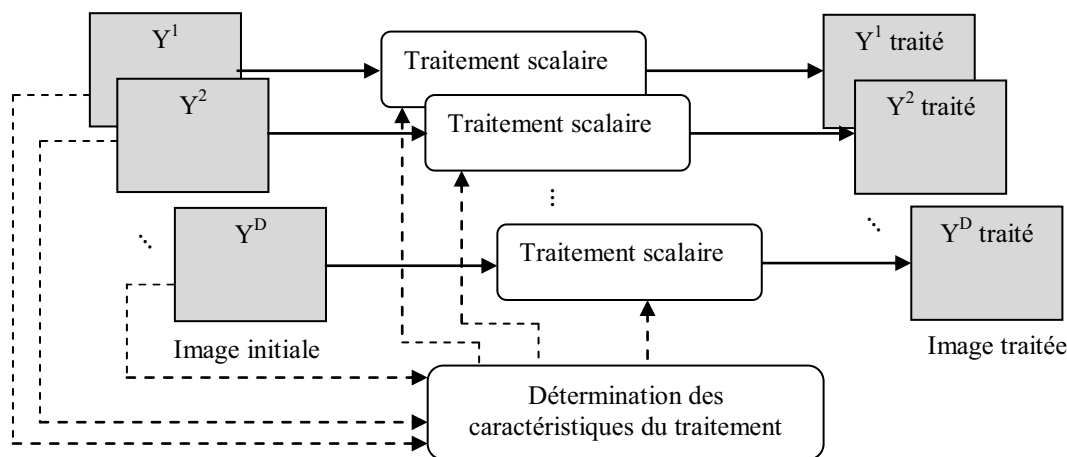 Y¹
Traitement scalaire
Y¹ traité
Y²
Traitement scalaire
Y² traité
...
...
...
Yᴰ
Traitement scalaire
Yᴰ traité
Image initiale
Image traitée
Détermination des
caractéristiques du traitement